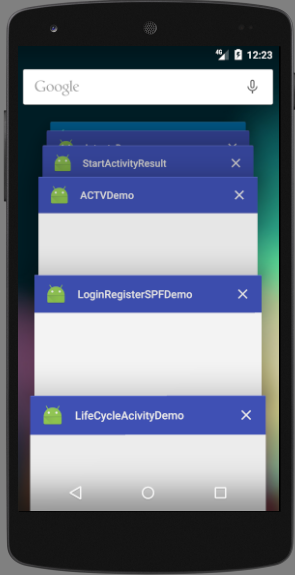 4G 12:23
Google
StartActivityResult
ACTVDemo
LoginRegisterSPFDemo
LifeCycleAcivityDemo